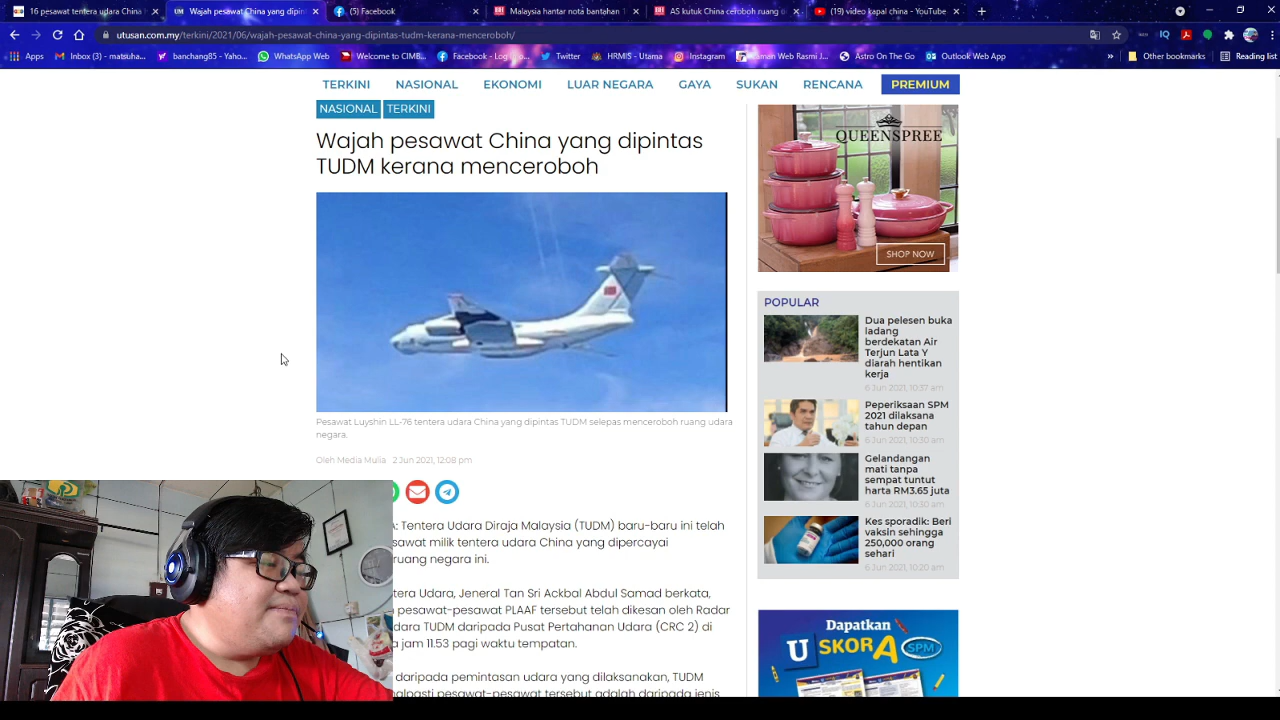 16 pesawat tentera udara China
Wajah pesawat China yang dipin
(5) Facebook
Malaysia hantar nota bantahan
AS kutuk China ceroboh ruang
(19) video kapal china - YouTube
utusan.com.my/terkini/2021/06/wajah-pesawat-china-yang-dipintas-tudm-kerana-menceroboh/
Apps
Inbox (3) - matsuha...
banchang85 - Yaho...
WhatsApp Web
Welcome to CIMB...
Facebook - Log in o...
Twitter
HRMIS - Utama
Instagram
Laman Web Rasmi J...
Astro On The Go
Outlook Web App
»
Other bookmarks
Reading list
TERKINI NASIONAL EKONOMI LUAR NEGARA GAYA SUKAN RENCANA PREMIUM
NASIONAL TERKINI
Wajah pesawat China yang dipintas
TUDM kerana menceroboh
Pesawat Luyshin LL-76 tentera udara China yang dipintas TUDM selepas menceroboh ruang udara
negara.
Oleh Media Mulia 2 Jun 2021, 12:08 pm
A: Tentera Udara Diraja Malaysia (TUDM) baru-baru ini telah
sawat milik tentera udara China yang dipercayai
ruang negara ini.
tera Udara, Jeneral Tan Sri Ackbal Abdul Samad berkata,
n pesawat-pesawat PLAAF tersebut telah dikesan oleh Radar
dara TUDM daripada Pusat Pertahanan Udara (CRC 2) di
a jam 11.53 pagi waktu tempatan.
daripada pemintasan udara yang dilaksanakan, TUDM
alpasti pesawat-pesawat tersebut adalah daripada jenis
QUEENSPREE
SHOP NOW
POPULAR
Dua pelesen buka
ladang
berdekatan Air
Terjun Lata Y
diarah hentikan
kerja
6 Jun 2021, 10:37 am
Peperiksaan SPM
2021 dilaksana
tahun depan
6 Jun 2021, 10:30 am
Gelandangan
mati tanpa
sempat tuntut
harta RM3.65 juta
6 Jun 2021, 10:30 am
Kes sporadik: Beri
vaksin sehingga
250,000 orang
sehari
6 Jun 2021, 10:20 am
Dapatkan
U SKORA SPM